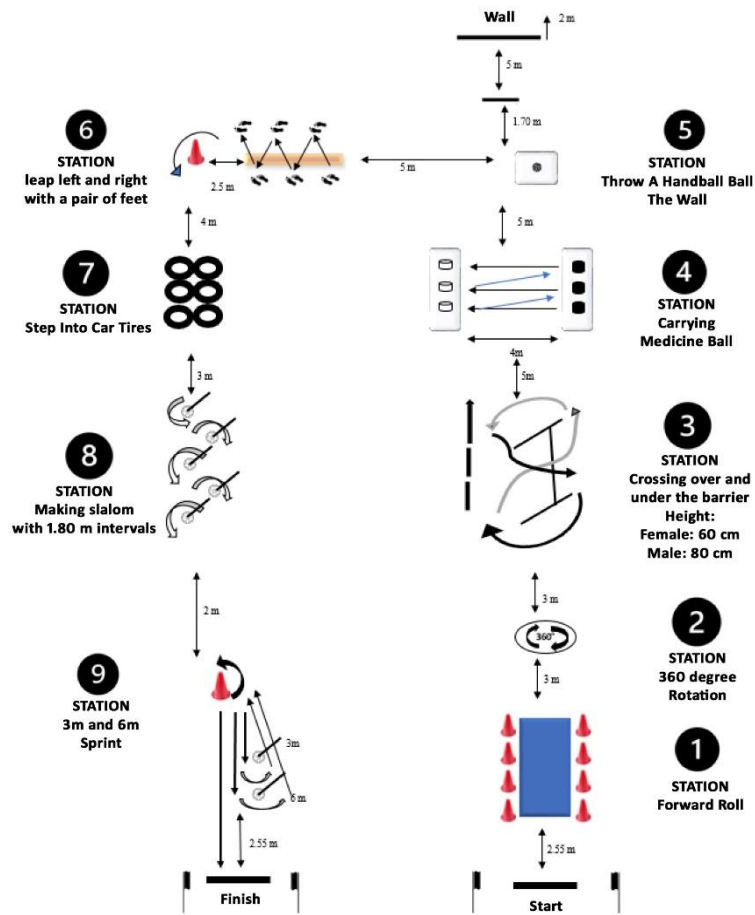 Wall
2 m
5 m
1.70 m
6
STATION
leap left and right
with a pair of feet
2.5 m
5 m
5
STATION
Throw A Handball Ball
The Wall
4 m
5 m
7
STATION
Step Into Car Tires
4
STATION
Carrying
Medicine Ball
4m
3 m
5m
8
STATION
Making slalom
with 1.80 m intervals
3
STATION
Crossing over and
under the barrier
Height:
Female: 60 cm
Male: 80 cm
2 m
3 m
360°
2
STATION
360 degree
Rotation
3 m
9
STATION
3m and 6m
Sprint
3m
6m
1
STATION
Forward Roll
2.55 m
2.55 m
Finish
Start